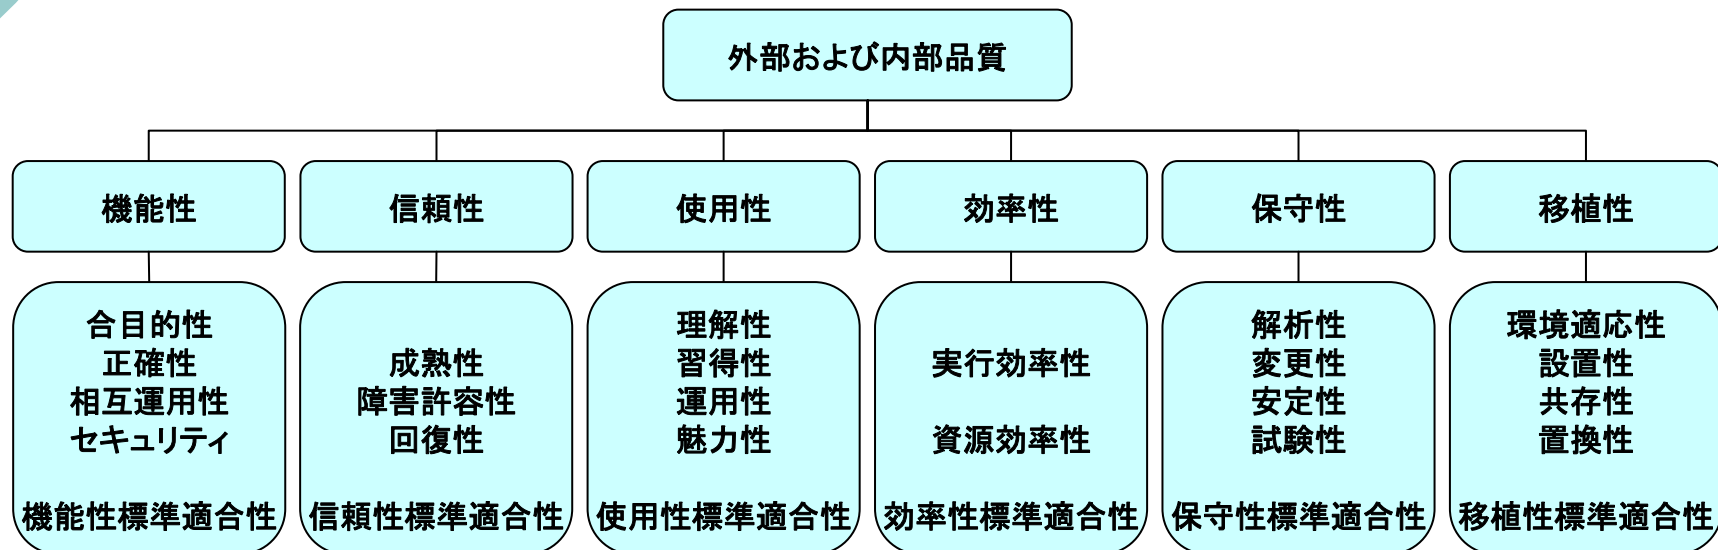 外部および内部品質
機能性
信頼性
使用性
効率性
保守性
移植性
合目的性
正確性
相互運用性
セキュリティ
機能性標準適合性
成熟性
障害許容性
回復性
信頼性標準適合性
理解性
習得性
運用性
魅力性
使用性標準適合性
実行効率性
資源効率性
効率性標準適合性
解析性
変更性
安定性
試験性
保守性標準適合性
環境適応性
設置性
共存性
置換性
移植性標準適合性